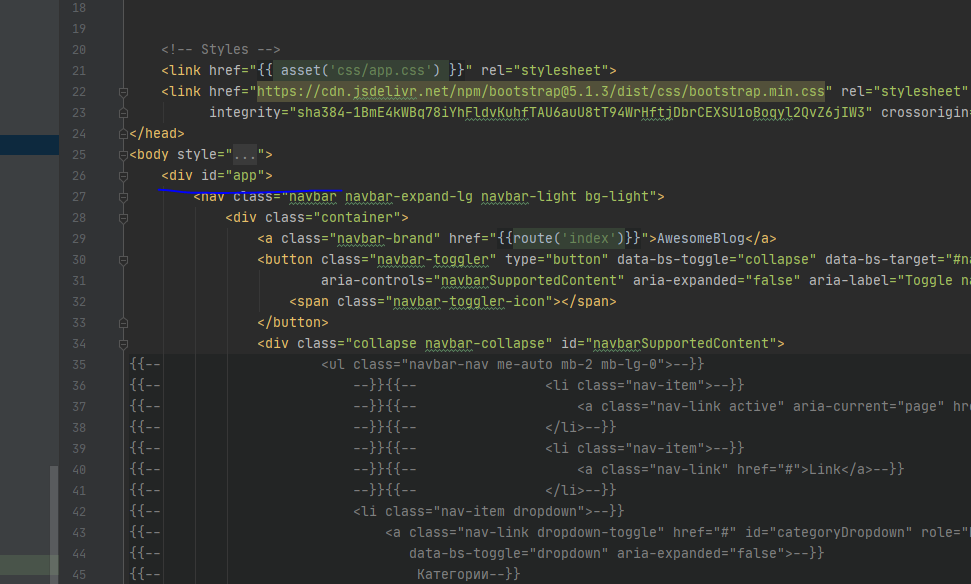 18
19
20 <!-- Styles -->
21 <link href="{{ asset('css/app.css') }}" rel="stylesheet">
22 <link href="https://cdn.jsdelivr.net/npm/bootstrap@5.1.3/dist/css/bootstrap.min.css" rel="stylesheet"
23 integrity="sha384-1BmE4kWBq78iYhFldvKuhfTAU6auU8tT94WrHftjDbrCEXSU1oBoqyl2QvZ6jIW3" crossorigin=
24 </head>
25 <body style="...">
26 <div id="app">
27 <nav class="navbar navbar-expand-lg navbar-light bg-light">
28 <div class="container">
29 <a class="navbar-brand" href="{{route('index')}}">AwesomeBlog</a>
30 <button class="navbar-toggler" type="button" data-bs-toggle="collapse" data-bs-target="#na
31 aria-controls="navbarSupportedContent" aria-expanded="false" aria-label="Toggle na
32 <span class="navbar-toggler-icon"></span>
33 </button>
34 <div class="collapse navbar-collapse" id="navbarSupportedContent">
35 {{-- <ul class="navbar-nav me-auto mb-2 mb-lg-0">--}}
36 {{-- --}}{{-- <li class="nav-item">--}}
37 {{-- --}}{{-- <a class="nav-link active" aria-current="page" hre
38 {{-- --}}{{-- </li>--}}
39 {{-- --}}{{-- <li class="nav-item">--}}
40 {{-- --}}{{-- <a class="nav-link" href="#">Link</a>--}}
41 {{-- --}}{{-- </li>--}}
42 {{-- <li class="nav-item dropdown">--}}
43 {{-- <a class="nav-link dropdown-toggle" href="#" id="categoryDropdown" role="
44 {{-- data-bs-toggle="dropdown" aria-expanded="false">--}}
45 {{-- Категории--}}